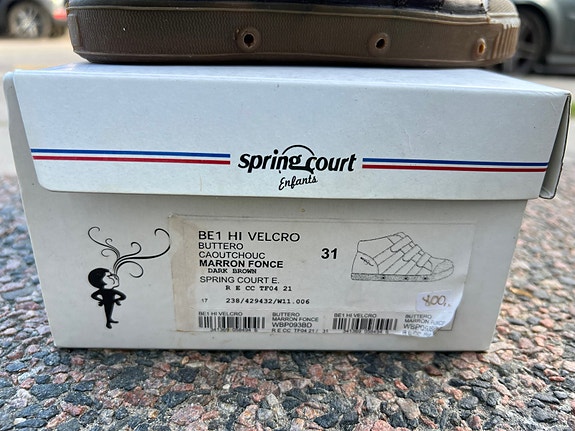 spring court
Enfants
BE1 HI VELCRO
BUTTERO
CAOUTCHOUC
MARRON FONCE
DARK BROWN
SPRING COURT E.
R E CC TF04 21
31
17 238/429432/W11.006
400,
BE1 HI VELCRO
BUTTERO
MARRON FONCE
WBP093BD
R E CC TF04 21 / 31
BE1 HI VELCRO
BUTTERO
MARRON FONCE